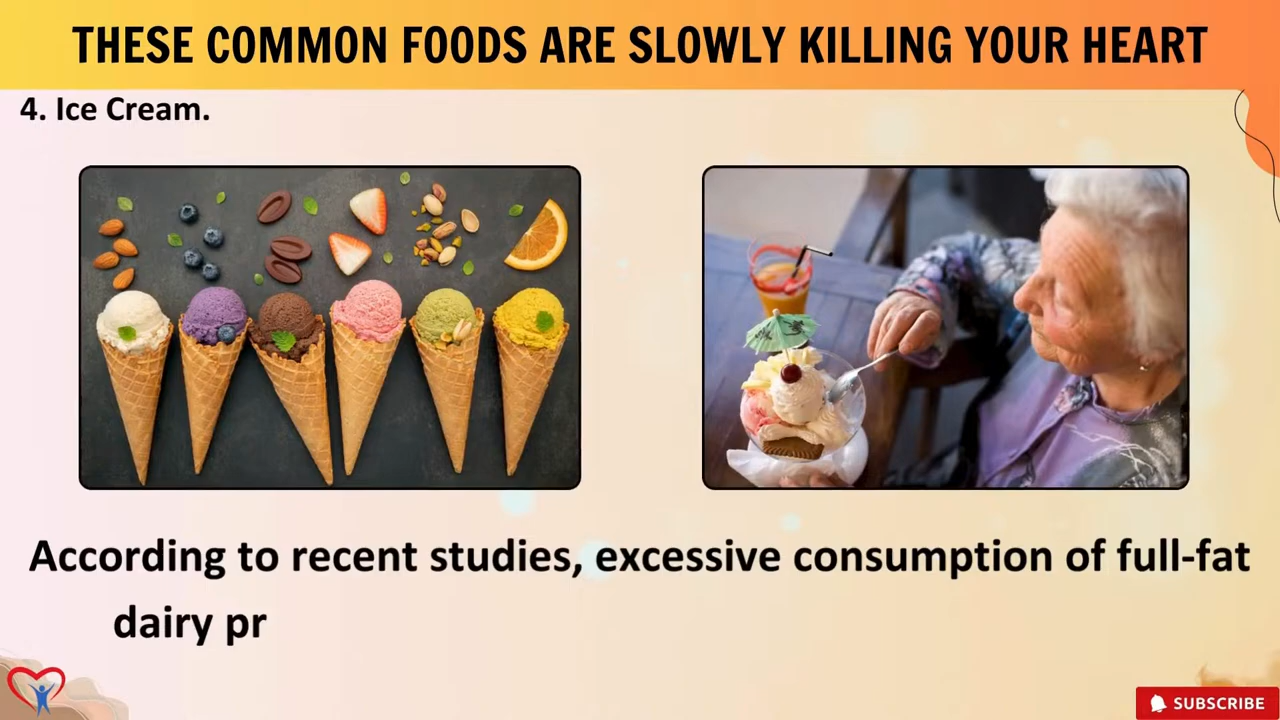 THESE COMMON FOODS ARE SLOWLY KILLING YOUR HEART
4. Ice Cream.
According to recent studies, excessive consumption of full-fat
dairy pr
SUBSCRIBE